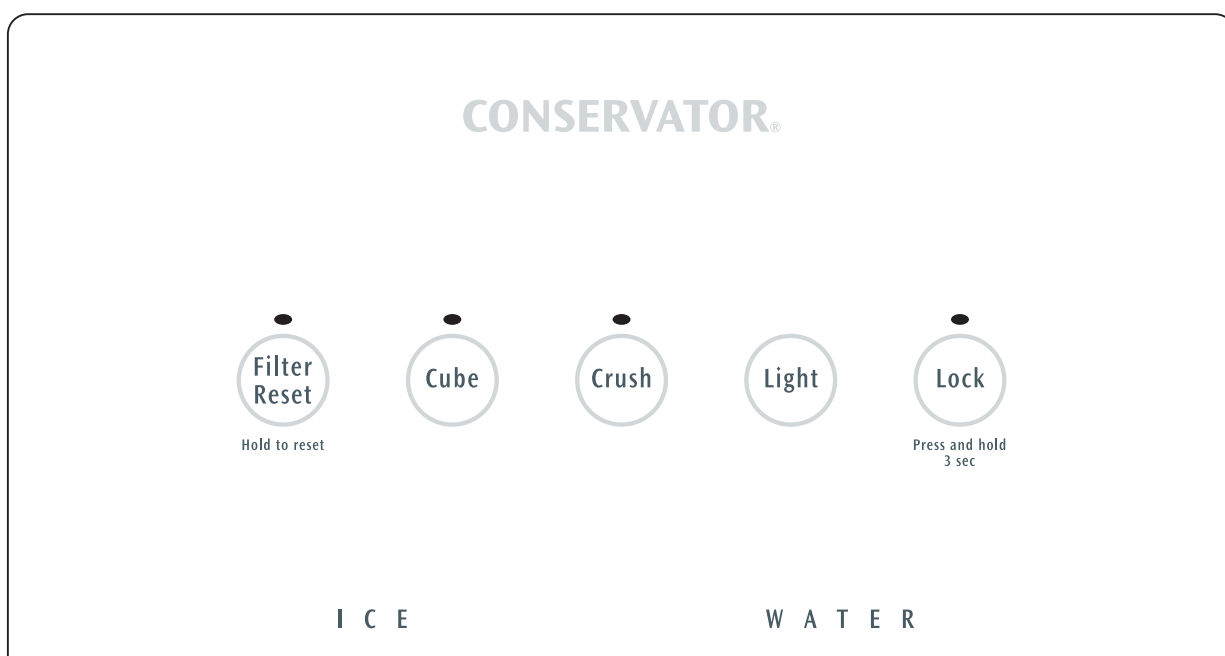 CONSERVATOR®
Filter
Reset
Cube
Crush
Light
Lock
Hold to reset
Press and hold
3 sec
ICE
WATER